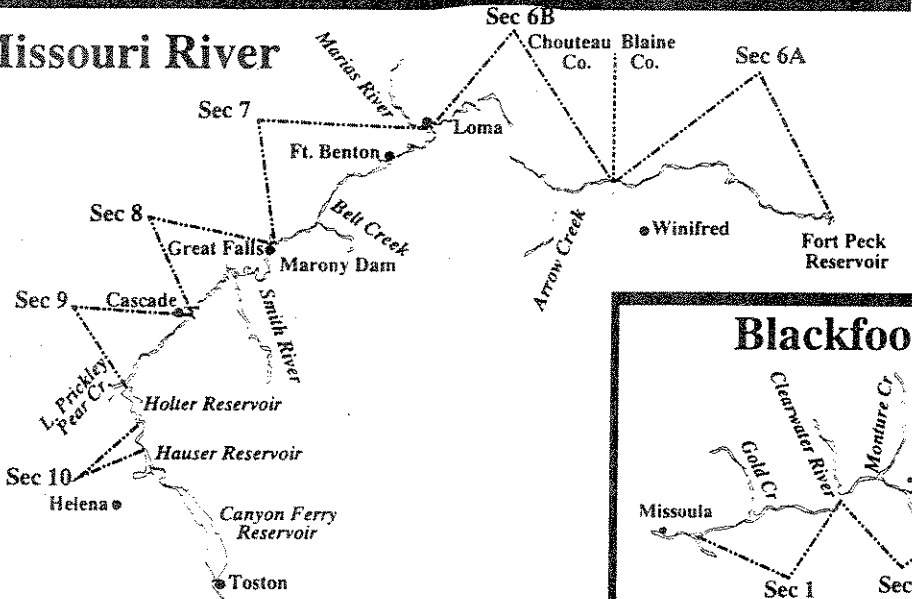 Missouri River
Sec 6B
Chouteau Co.
Blaine Co.
Sec 6A
Marias River
Sec 7
Loma
Ft. Benton
Sec 8
Belt Creek
Great Falls
Marony Dam
Arrow Creek
Winifred
Fort Peck
Reservoir
Sec 9
Cascade
Smith River
L. Prickley
Pear Cr.
Holter Reservoir
Hauser Reservoir
Sec 10
Helena
Canyon Ferry
Reservoir
Toston
Blackfoo
Clearwater River
Monture Cr
Gold Cr
Missoula
Sec 1
Sec